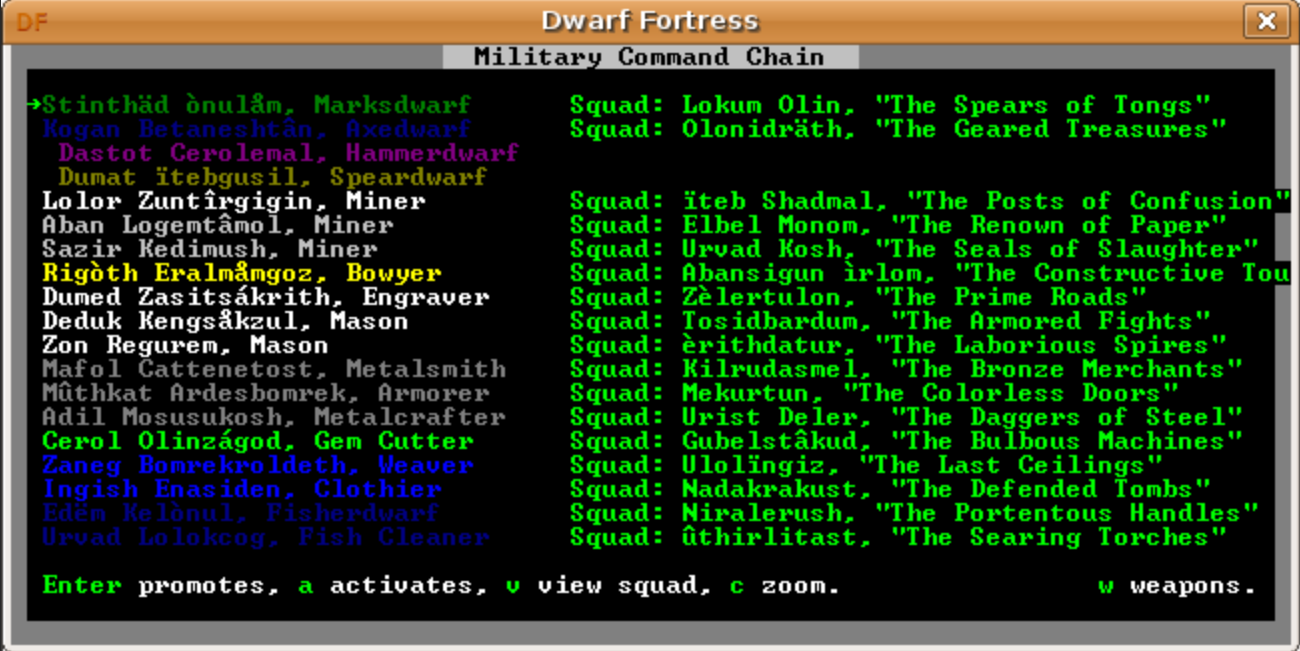 DF Dwarf Fortress
Military Command Chain
Stinthäd ònulåm, Marksdwarf Squad: Lokum Olin, "The Spears of Tongs"
Kogan Betaneshtân, Axedwarf Squad: Olonidräth, "The Geared Treasures"
Dastot Cerolemal, Hammerdwarf
Dumat ïtebgusil, Speardwarf
Lolor Zuntîrgigin, Miner Squad: ïteb Shadmal, "The Posts of Confusion"
Aban Logemtâmol, Miner Squad: Elbel Monom, "The Renown of Paper"
Sazir Kedimush, Miner Squad: Urvad Kosh, "The Seals of Slaughter"
Rigòth Eralmåmgoz, Bowyer Squad: Abansigun ìrlom, "The Constructive Tou
Dumed Zasitsákrith, Engraver Squad: Zèlertulon, "The Prime Roads"
Deduk Kengsåkzul, Mason Squad: Tosidbardum, "The Armored Fights"
Zon Regurem, Mason Squad: èrithdatur, "The Laborious Spires"
Mafol Cattenetost, Metalsmith Squad: Kilrudasmel, "The Bronze Merchants"
Mûthkat Ardesbomrek, Armorer Squad: Mekurtun, "The Colorless Doors"
Adil Mosusukosh, Metalcrafter Squad: Urist Deler, "The Daggers of Steel"
Cerol Olinzágod, Gem Cutter Squad: Gubelstâkud, "The Bulbous Machines"
Zaneg Bomrekroldeth, Weaver Squad: Ulolïngiz, "The Last Ceilings"
Ingish Enasiden, Clothier Squad: Nadakrakust, "The Defended Tombs"
Edëm Kelònul, Fisherdwarf Squad: Niralerush, "The Portentous Handles"
Urvad Lolokcog, Fish Cleaner Squad: ûthirlitast, "The Searing Torches"
Enter promotes, a activates, v view squad, c zoom. w weapons.